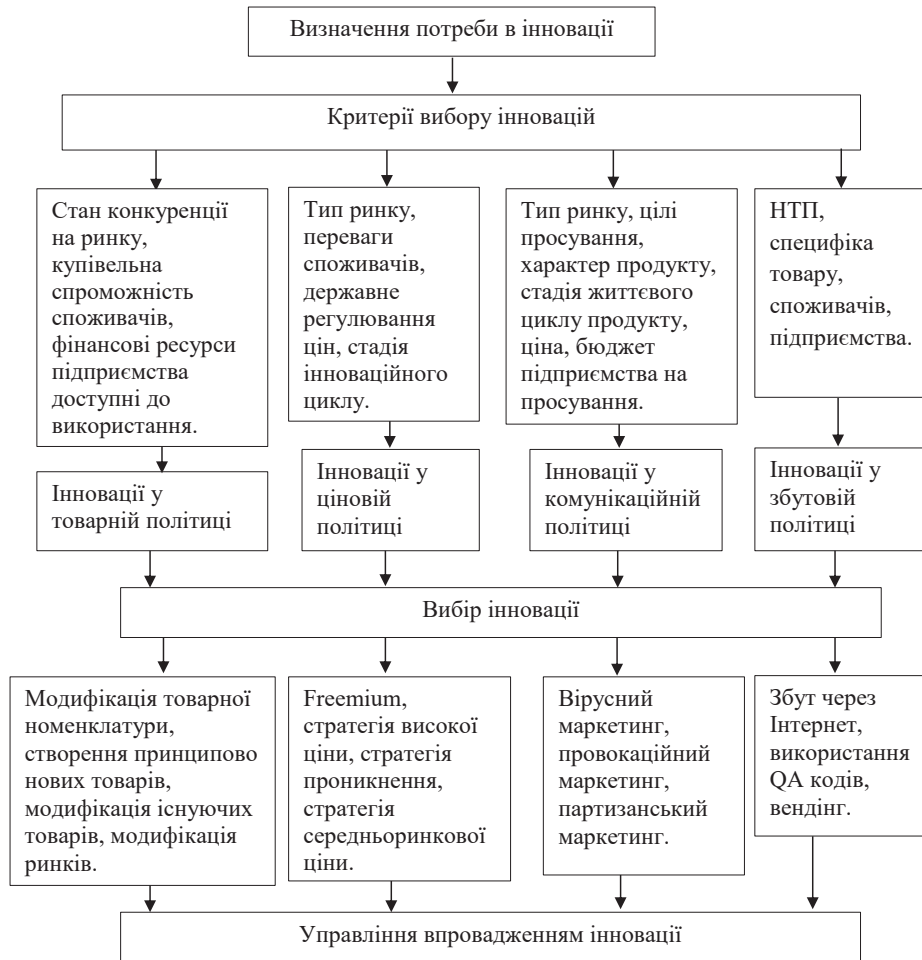 Визначення потреби в інновації
Критерії вибору інновацій
Стан конкуренції
на ринку,
купівельна
спроможність
споживачів,
фінансові ресурси
підприємства
доступні до
використання.
Тип ринку,
переваги
споживачів,
державне
регулювання
цін, стадія
інноваційного
циклу.
Тип ринку, цілі
просування,
характер продукту,
стадія життєвого
циклу продукту,
ціна, бюджет
підприємства на
просування.
НТП,
специфіка
товару,
споживачів,
підприємства.
Інновації у
товарній політиці
Інновації у
ціновій
політиці
Інновації у
комунікаційній
політиці
Інновації у
збутовій
політиці
Вибір інновації
Модифікація товарної
номенклатури,
створення принципово
нових товарів,
модифікація існуючих
товарів, модифікація
ринків.
Freemium,
стратегія високої
ціни, стратегія
проникнення,
стратегія
середньоринкової
ціни.
Вірусний
маркетинг,
провокаційний
маркетинг,
партизанський
маркетинг.
Збут через
Інтернет,
використання
QA кодів,
вендінг.
Управління впровадженням інновації